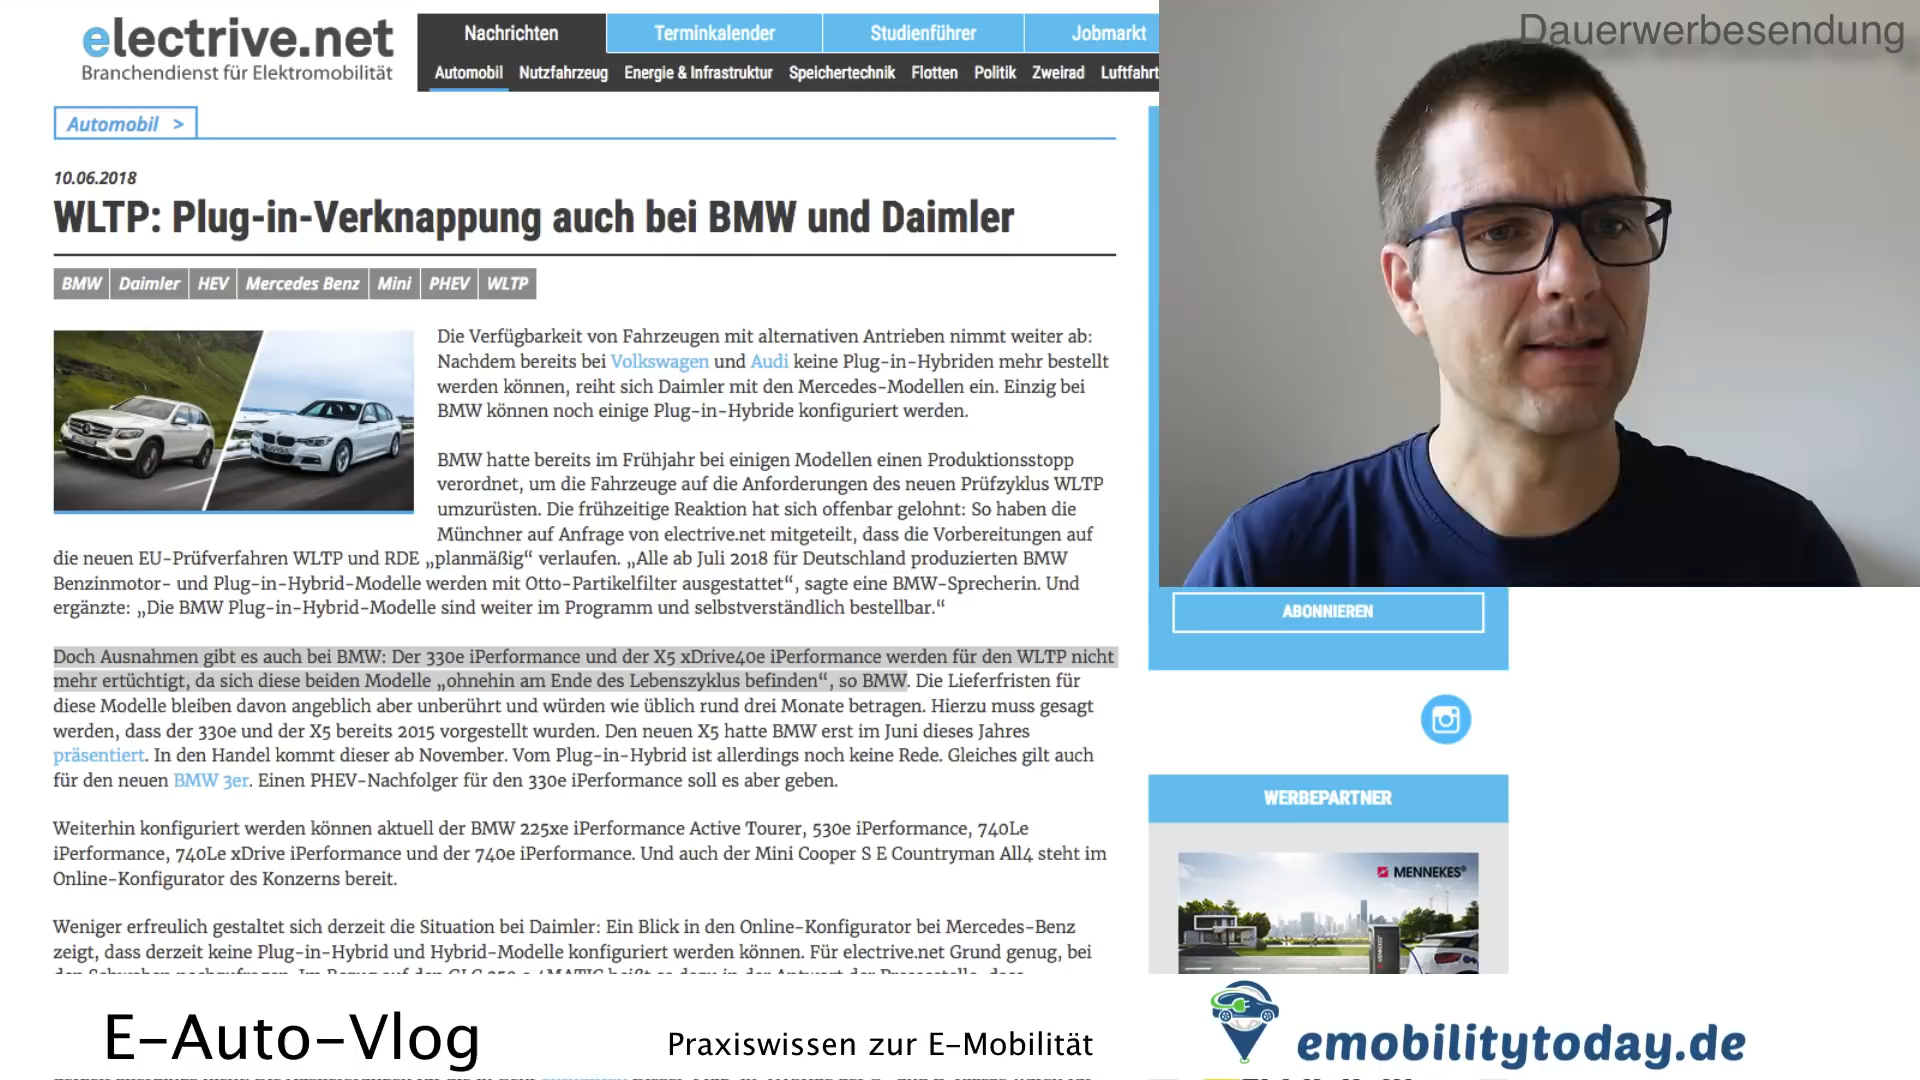 electrive.net
Branchendienst für Elektromobilität
Nachrichten
Terminkalender
Studienführer
Jobmarkt
Automobil Nutzfahrzeug Energie & Infrastruktur Speichertechnik Flotten Politik Zweirad Luftfahrt
Dauerwerbesendung
Automobil >
10.06.2018
WLTP: Plug-in-Verknappung auch bei BMW und Daimler
BMW Daimler HEV Mercedes Benz Mini PHEV WLTP
Die Verfügbarkeit von Fahrzeugen mit alternativen Antrieben nimmt weiter ab:
Nachdem bereits bei Volkswagen und Audi keine Plug-in-Hybriden mehr bestellt
werden können, reiht sich Daimler mit den Mercedes-Modellen ein. Einzig bei
BMW können noch einige Plug-in-Hybride konfiguriert werden.
BMW hatte bereits im Frühjahr bei einigen Modellen einen Produktionsstopp
verordnet, um die Fahrzeuge auf die Anforderungen des neuen Prüfzyklus WLTP
umzurüsten. Die frühzeitige Reaktion hat sich offenbar gelohnt: So haben die
Münchner auf Anfrage von electrive.net mitgeteilt, dass die Vorbereitungen auf
die neuen EU-Prüfverfahren WLTP und RDE „planmäßig“ verlaufen. „Alle ab Juli 2018 für Deutschland produzierten BMW
Benzinmotor- und Plug-in-Hybrid-Modelle werden mit Otto-Partikelfilter ausgestattet“, sagte eine BMW-Sprecherin. Und
ergänzte: „Die BMW Plug-in-Hybrid-Modelle sind weiter im Programm und selbstverständlich bestellbar.“
Doch Ausnahmen gibt es auch bei BMW: Der 330e iPerformance und der X5 xDrive40e iPerformance werden für den WLTP nicht
mehr ertüchtigt, da sich diese beiden Modelle „ohnehin am Ende des Lebenszyklus befinden“, so BMW. Die Lieferfristen für
diese Modelle bleiben davon angeblich aber unberührt und würden wie üblich rund drei Monate betragen. Hierzu muss gesagt
werden, dass der 330e und der X5 bereits 2015 vorgestellt wurden. Den neuen X5 hatte BMW erst im Juni dieses Jahres
präsentiert. In den Handel kommt dieser ab November. Vom Plug-in-Hybrid ist allerdings noch keine Rede. Gleiches gilt auch
für den neuen BMW 3er. Einen PHEV-Nachfolger für den 330e iPerformance soll es aber geben.
Weiterhin konfiguriert werden können aktuell der BMW 225xe iPerformance Active Tourer, 530e iPerformance, 740Le
iPerformance, 740Le xDrive iPerformance und der 740e iPerformance. Und auch der Mini Cooper S E Countryman All4 steht im
Online-Konfigurator des Konzerns bereit.
Weniger erfreulich gestaltet sich derzeit die Situation bei Daimler: Ein Blick in den Online-Konfigurator bei Mercedes-Benz
zeigt, dass derzeit keine Plug-in-Hybrid und Hybrid-Modelle konfiguriert werden können. Für electrive.net Grund genug, bei
ABONNIEREN
WERBEPARTNER
MENNEKES®
E-Auto-Vlog
Praxiswissen zur E-Mobilität
emobilitytoday.de